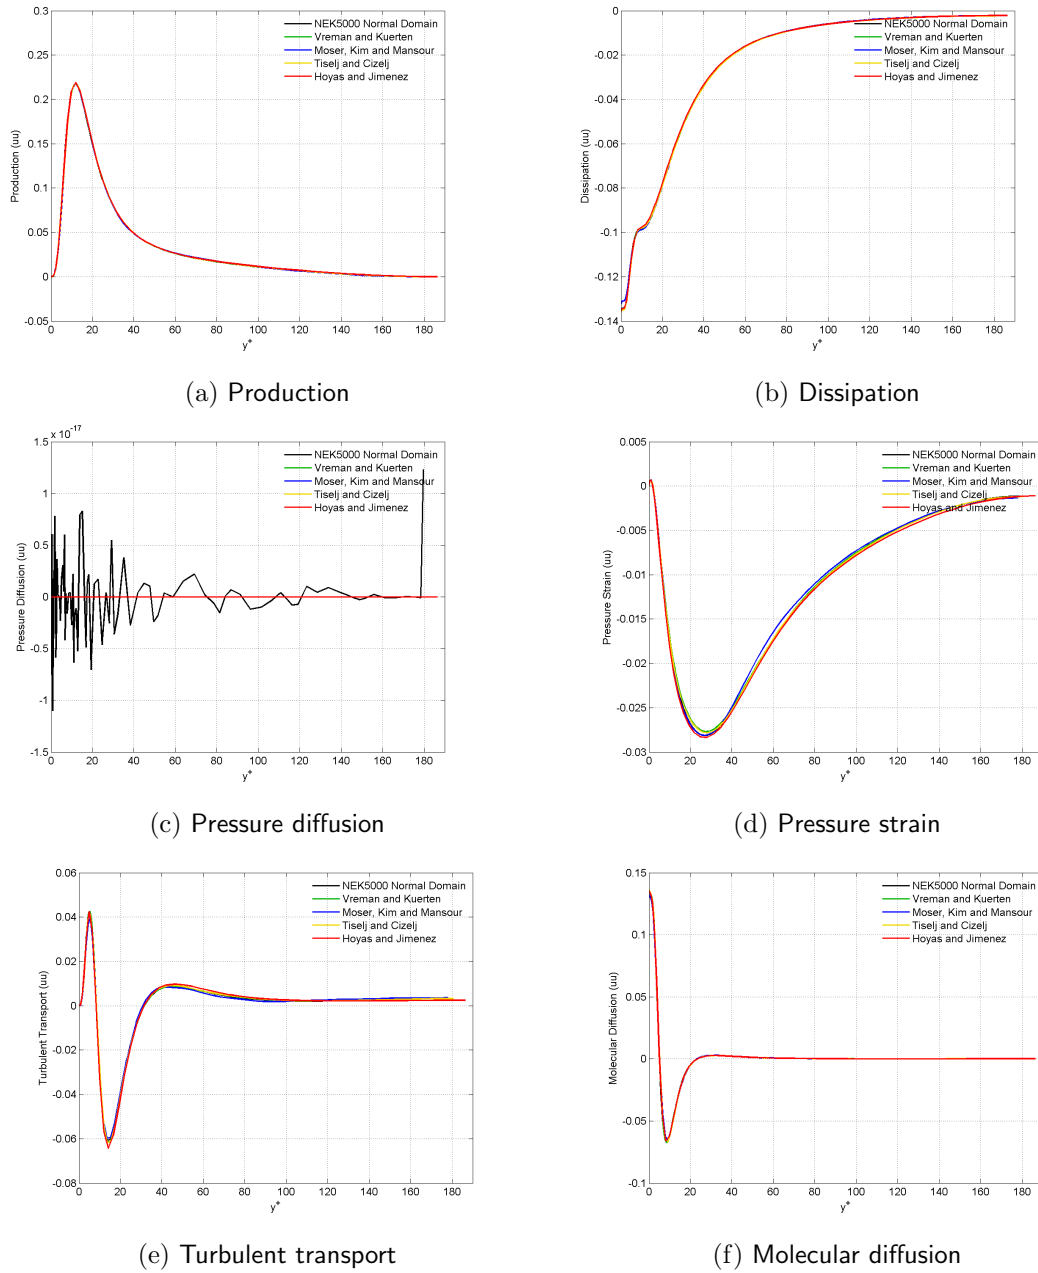 0.3
0.25
0.2
0.15
0.1
0.05
0
-0.05
Production (uu)
0 20 40 60 80 100 120 140 160 180
y+
NEK5000 Normal Domain
Vreman and Kuerten
Moser, Kim and Mansour
Tiselj and Cizelj
Hoyas and Jimenez
(a) Production
0
-0.02
-0.04
-0.06
-0.08
-0.1
-0.12
-0.14
Dissipation (uu)
0 20 40 60 80 100 120 140 160 180
y+
NEK5000 Normal Domain
Vreman and Kuerten
Moser, Kim and Mansour
Tiselj and Cizelj
Hoyas and Jimenez
(b) Dissipation
x 10^-17
1.5
1
0.5
0
-0.5
-1
-1.5
Pressure Diffusion (uu)
0 20 40 60 80 100 120 140 160 180
y+
NEK5000 Normal Domain
Vreman and Kuerten
Moser, Kim and Mansour
Tiselj and Cizelj
Hoyas and Jimenez
(c) Pressure diffusion
0.005
0
-0.005
-0.01
-0.015
-0.02
-0.025
-0.03
Pressure Strain (uu)
0 20 40 60 80 100 120 140 160 180
y+
NEK5000 Normal Domain
Vreman and Kuerten
Moser, Kim and Mansour
Tiselj and Cizelj
Hoyas and Jimenez
(d) Pressure strain
0.06
0.04
0.02
0
-0.02
-0.04
-0.06
-0.08
Turbulent Transport (uu)
0 20 40 60 80 100 120 140 160 180
y+
NEK5000 Normal Domain
Vreman and Kuerten
Moser, Kim and Mansour
Tiselj and Cizelj
Hoyas and Jimenez
(e) Turbulent transport
0.15
0.1
0.05
0
-0.05
-0.1
Molecular Diffusion (uu)
0 20 40 60 80 100 120 140 160 180
y+
NEK5000 Normal Domain
Vreman and Kuerten
Moser, Kim and Mansour
Tiselj and Cizelj
Hoyas and Jimenez
(f) Molecular diffusion